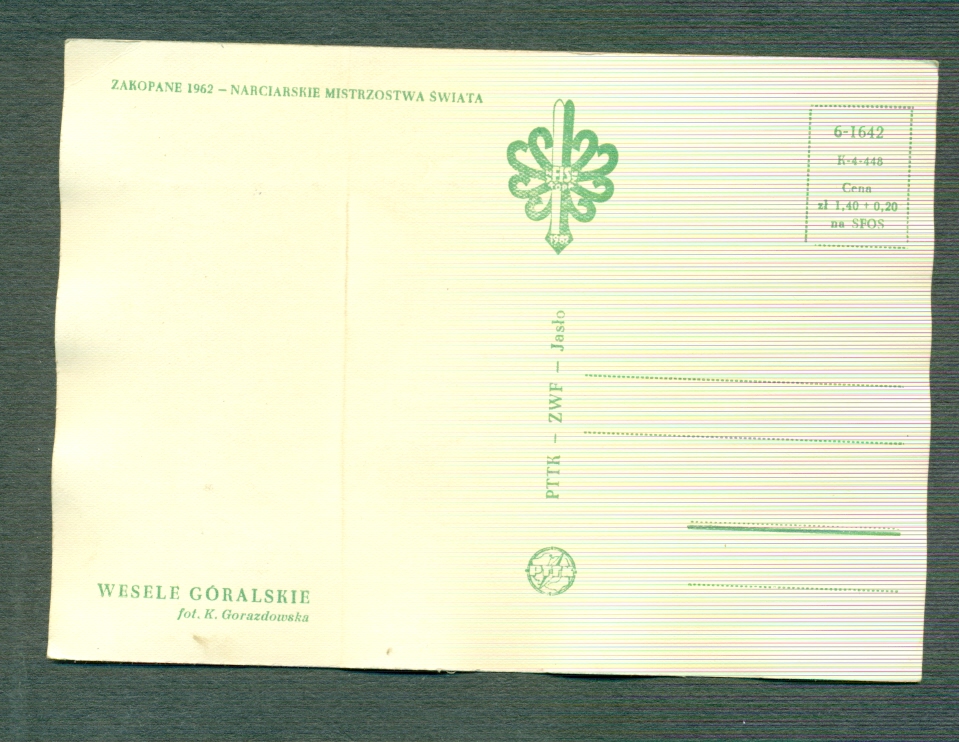 ZAKOPANE 1962 – NARCIARSKIE MISTRZOSTWA ŚWIATA
FIS
1962
6-1642
K-4-448
Cena
zł 1,40 + 0,20
na SFOS
PTTK – ZWF – Jasło
PTTK
WESELE GÓRALSKIE
fot. K. Gorazdowska